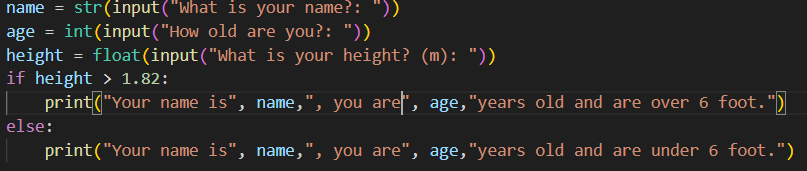 name = str(input("What is your name?: "))
age = int(input("How old are you?: "))
height = float(input("What is your height? (m): "))
if height > 1.82:
    print("Your name is", name,", you are", age,"years old and are over 6 foot.")
else:
    print("Your name is", name,", you are", age,"years old and are under 6 foot.")